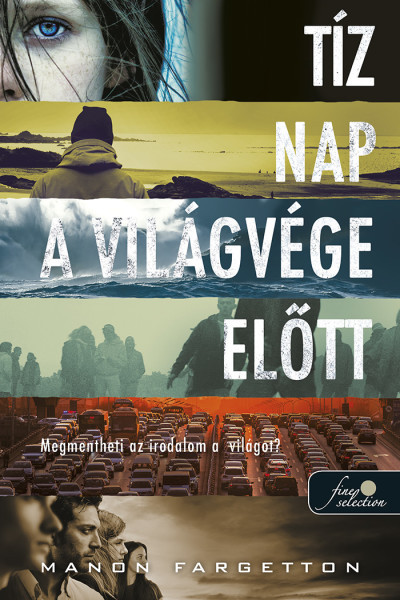 TÍZ
NAP
A VILÁGVÉGE
ELŐTT
Megmentheti az irodalom a világot?
fine
selection
MANON FARGETTON